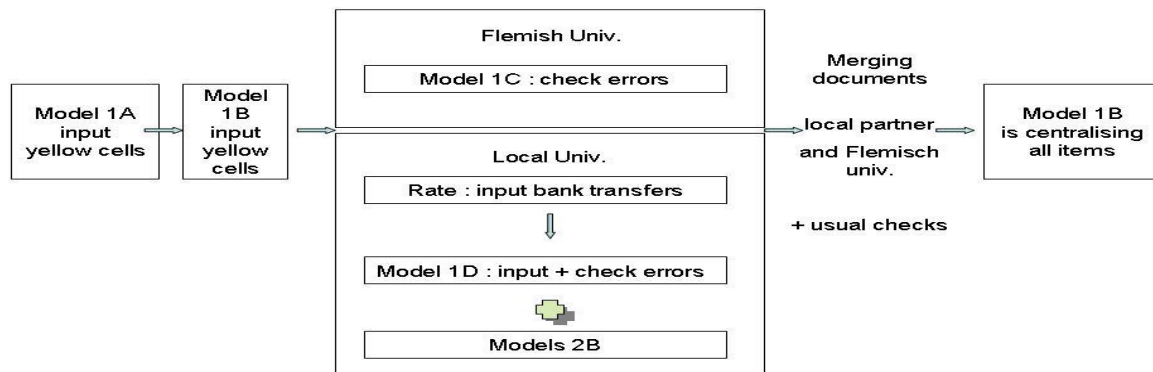 Model 1A
input
yellow cells
Model
1B
input
yellow
cells
Flemish Univ.
Model 1C : check errors
Local Univ.
Rate : input bank transfers
Model 1D : input + check errors
Models 2B
Merging
documents
local partner
and Flemisch
univ.
+ usual checks
Model 1B
is centralising
all items